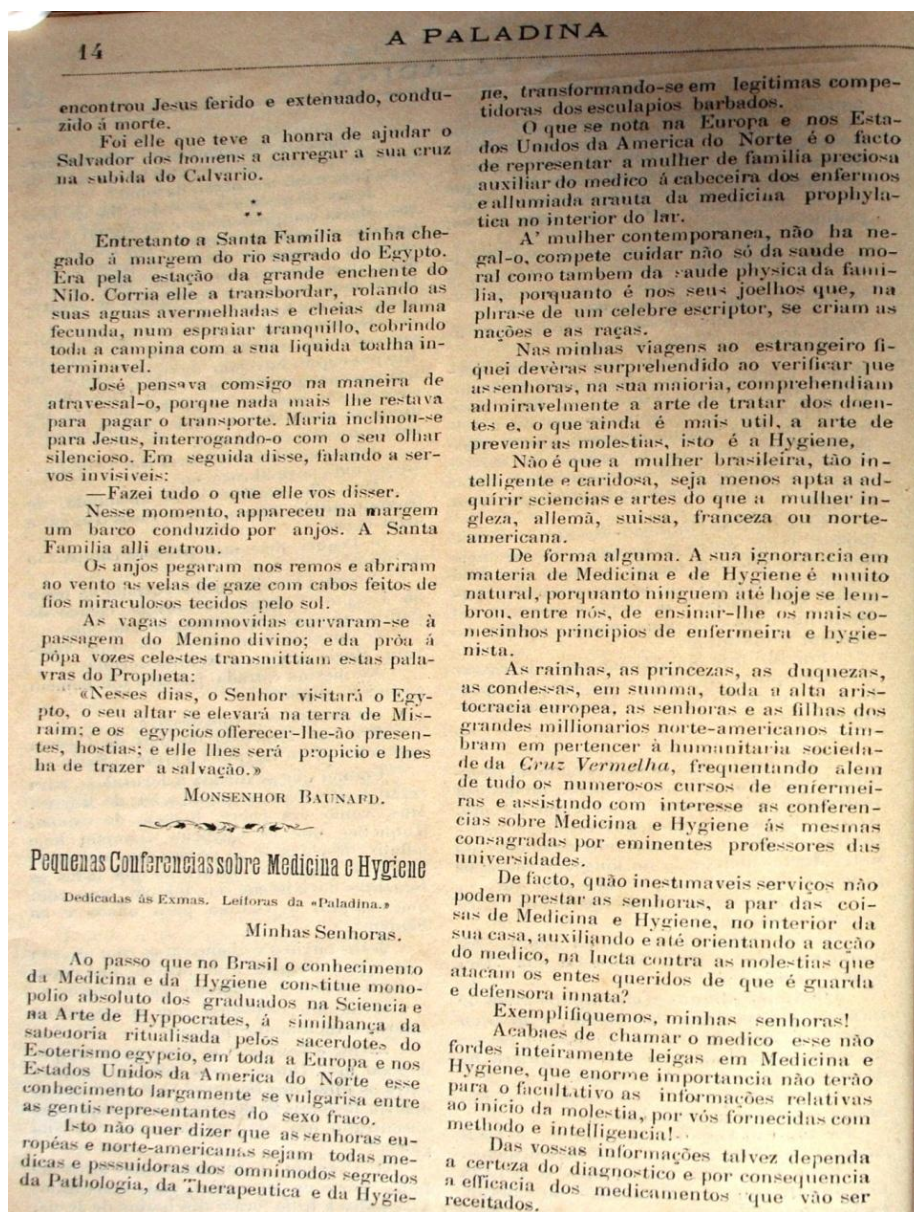 14
A PALADINA
encontrou Jesus ferido e extenuado, condu-
zido á morte.
Foi elle que teve a honra de ajudar o
Salvador dos homens a carregar a sua cruz
na subida do Calvario.
Entretanto a Santa Familia tinha che-
gado á margem do rio sagrado do Egypto.
Era pela estação da grande enchente do
Nilo. Corria elle a transbordar, rolando as
suas aguas avermelhadas e cheias de lama
fecunda, num espraiar tranquillo, cobrindo
toda a campina com a sua liquida toalha in-
terminavel.
José pensava comsigo na maneira de
atravessal-o, porque nada mais lhe restava
para pagar o transporte. Maria inclinou-se
para Jesus, interrogando-o com o seu olhar
silencioso. Em seguida disse, falando a ser-
vos invisiveis:
—Fazei tudo o que elle vos disser.
Nesse momento, appareceu na margem
um barco conduzido por anjos. A Santa
Familia alli entrou.
Os anjos pegaram nos remos e abriram
ao vento as velas de gaze com cabos feitos de
fios miraculosos tecidos pelo sol.
As vagas commovidas curvaram-se à
passagem do Menino divino; e da prôa á
pôpa vozes celestes transmittiam estas pala-
vras do Propheta:
«Nesses dias, o Senhor visitará o Egy-
pto, o seu altar se elevará na terra de Mis-
raim; e os egypcios offerecer-lhe-ão presen-
tes, hostias; e elle lhes será propicio e lhes
ha de trazer a salvação.»
MONSENHOR BAUNARD.
Pequenas Conferencias sobre Medicina e Hygiene
Dedicadas ás Exmas. Leitoras da «Paladina.»
Minhas Senhoras.
Ao passo que no Brasil o conhecimento
da Medicina e da Hygiene constitue mono-
polio absoluto dos graduados na Sciencia e
na Arte de Hyppocrates, á similhança da
sabedoria ritualisada pelos sacerdotes do
Esoterismo egypcio, em toda a Europa e nos
Estados Unidos da America do Norte esse
conhecimento largamente se vulgarisa entre
as gentis representantes do sexo fraco.
Isto não quer dizer que as senhoras eu-
ropéas e norte-americanas sejam todas me-
dicas e pssuidoras dos omnimodos segredos
da Pathologia, da Therapeutica e da Hygie-
ne, transformando-se em legitimas compe-
tidoras dos esculapios barbados.
O que se nota na Europa e nos Esta-
dos Unidos da America do Norte é o facto
de representar a mulher de familia preciosa
auxiliar do medico á cabeceira dos enfermos
e allumiada arauta da medicina prophyla-
tica no interior do lar.
A' mulher contemporanea, não ha ne-
gal-o, compete cuidar não só da saude mo-
ral como tambem da saude physica da fami-
lia, porquanto é nos seus joelhos que, na
phrase de um celebre escriptor, se criam as
nações e as raças.
Nas minhas viagens ao estrangeiro fi-
quei devèras surprehendido ao verificar que
as senhoras, na sua maioria, comprehendiam
admiravelmente a arte de tratar dos doen-
tes e, o que ainda é mais util, a arte de
prevenir as molestias, isto é a Hygiene,
Não é que a mulher brasileira, tão in-
telligente e caridosa, seja menos apta a ad-
quírir sciencias e artes do que a mulher in-
gleza, allemã, suissa, franceza ou norte-
americana.
De forma alguma. A sua ignorancia em
materia de Medicina e de Hygiene é muito
natural, porquanto ninguem até hoje se lem-
brou, entre nós, de ensinar-lhe os mais co-
mesinhos principios de enfermeira e hygie-
nista.
As rainhas, as princezas, as duquezas,
as condessas, em summa, toda a alta aris-
tocracia europea, as senhoras e as filhas dos
grandes millionarios norte-americanos tim-
bram em pertencer à humanitaria socieda-
de da Cruz Vermelha, frequentando alem
de tudo os numerosos cursos de enfermei-
ras e assistindo com interesse as conferen-
cias sobre Medicina e Hygiene ás mesmas
consagradas por eminentes professores das
universidades.
De facto, quão inestimaveis serviços não
podem prestar as senhoras, a par das coi-
sas de Medicina e Hygiene, no interior da
sua casa, auxiliando e até orientando a acção
do medico, na lucta contra as molestias que
atacam os entes queridos de que é guarda
e defensora innata?
Exemplifiquemos, minhas senhoras!
Acabaes de chamar o medico e se não
fordes inteiramente leigas em Medicina e
Hygiene, que enorme importancia não terão
para o facultativo as informações relativas
ao inicio da molestia, por vós fornecidas com
methodo e intelligencia!
Das vossas informações talvez dependa
a certeza do diagnostico e por consequencia
a efficacia dos medicamentos que vão ser
receitados.